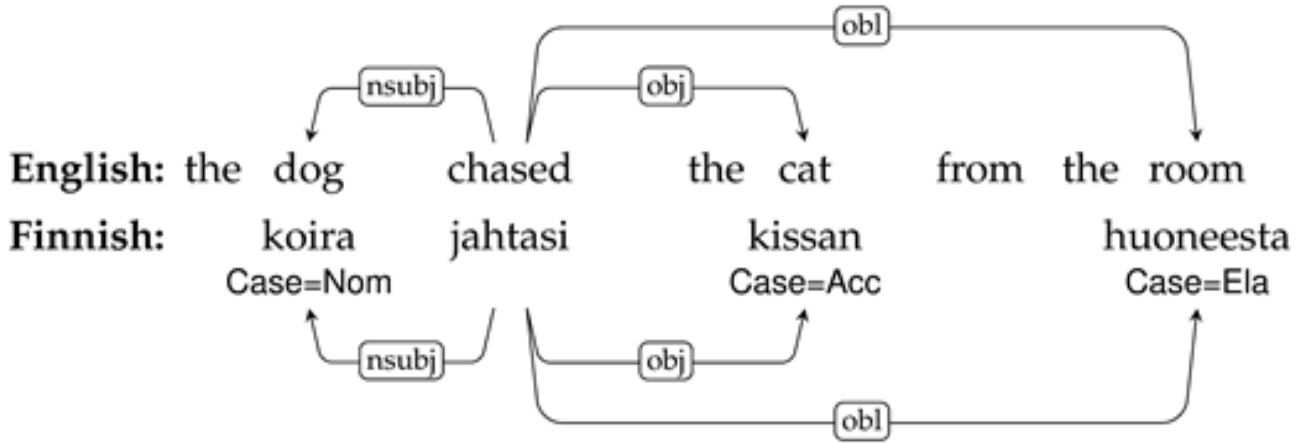 obl
nsubj obj
English: the dog chased the cat from the room
Finnish: koira jahtasi kissan huoneesta
Case=Nom Case=Acc Case=Ela
nsubj obj
obl